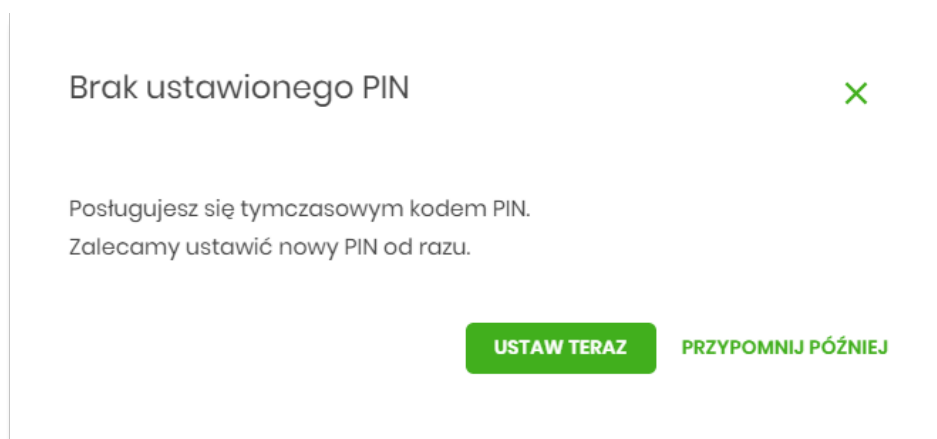 Brak ustawionego PIN
Posługujesz się tymczasowym kodem PIN.
Zalecamy ustawić nowy PIN od razu.
USTAW TERAZ PRZYPOMNIJ PÓŹNIEJ